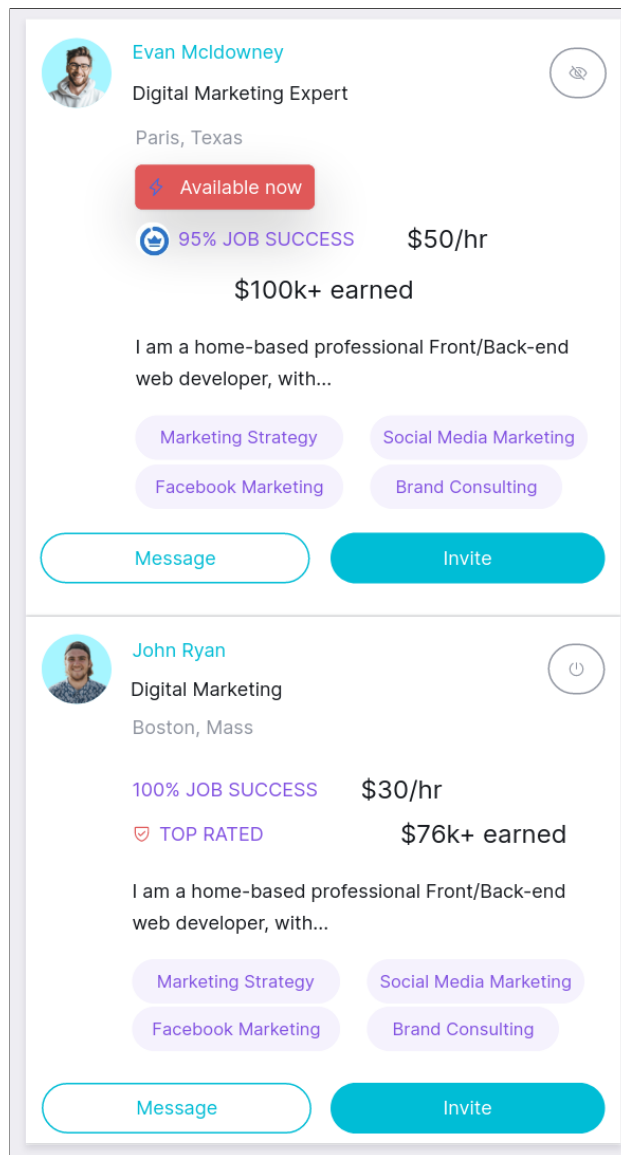 Evan McIdowney
Digital Marketing Expert
Paris, Texas
Available now
95% JOB SUCCESS $50/hr
$100k+ earned
I am a home-based professional Front/Back-end
web developer, with...
Marketing Strategy Social Media Marketing
Facebook Marketing Brand Consulting
Message Invite
John Ryan
Digital Marketing
Boston, Mass
100% JOB SUCCESS $30/hr
TOP RATED $76k+ earned
I am a home-based professional Front/Back-end
web developer, with...
Marketing Strategy Social Media Marketing
Facebook Marketing Brand Consulting
Message Invite